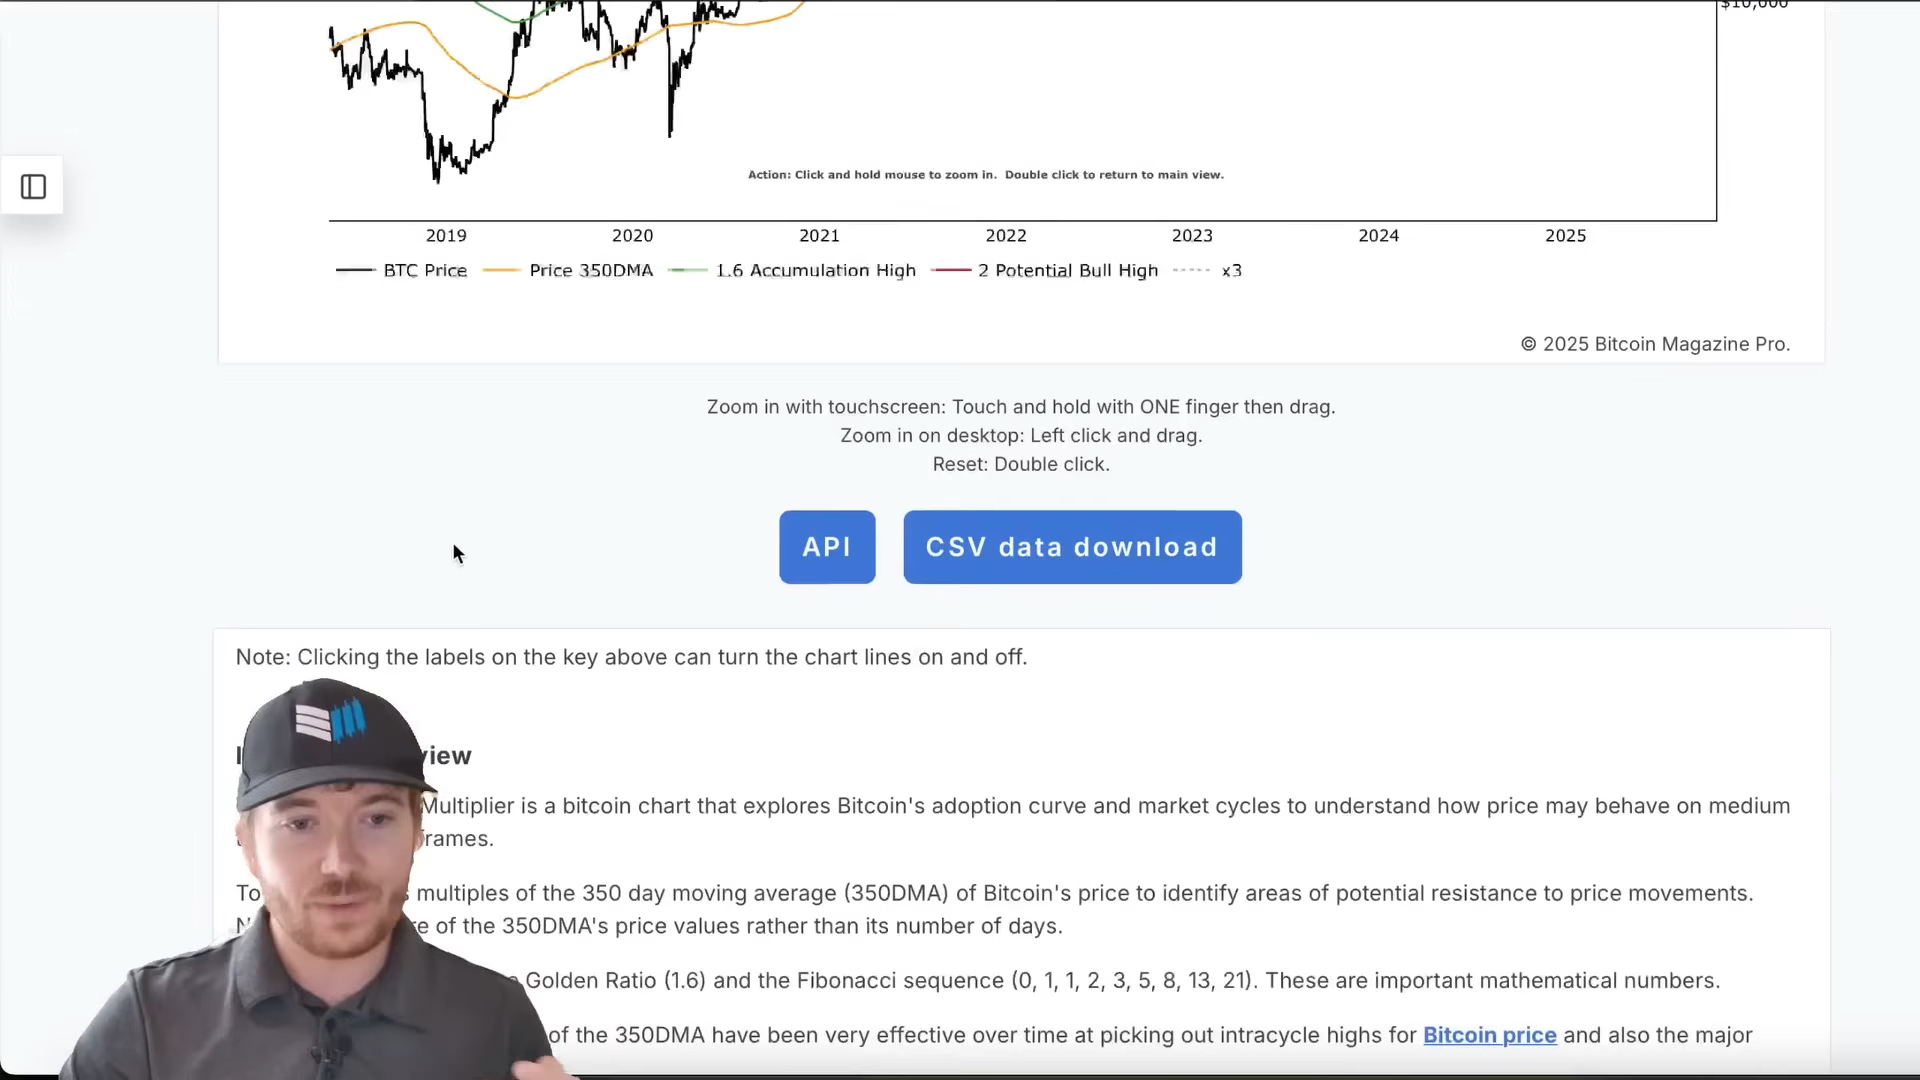 $10,000
Action: Click and hold mouse to zoom in. Double click to return to main view.
2019 2020 2021 2022 2023 2024 2025
BTC Price Price 350DMA 1.6 Accumulation High 2 Potential Bull High x3
© 2025 Bitcoin Magazine Pro.
Zoom in with touchscreen: Touch and hold with ONE finger then drag.
Zoom in on desktop: Left click and drag.
Reset: Double click.
API CSV data download
Note: Clicking the labels on the key above can turn the chart lines on and off.
Multiplier is a bitcoin chart that explores Bitcoin's adoption curve and market cycles to understand how price may behave on medium
To multiples of the 350 day moving average (350DMA) of Bitcoin's price to identify areas of potential resistance to price movements.
of the 350DMA's price values rather than its number of days.
Golden Ratio (1.6) and the Fibonacci sequence (0, 1, 1, 2, 3, 5, 8, 13, 21). These are important mathematical numbers.
of the 350DMA have been very effective over time at picking out intracycle highs for Bitcoin price and also the major